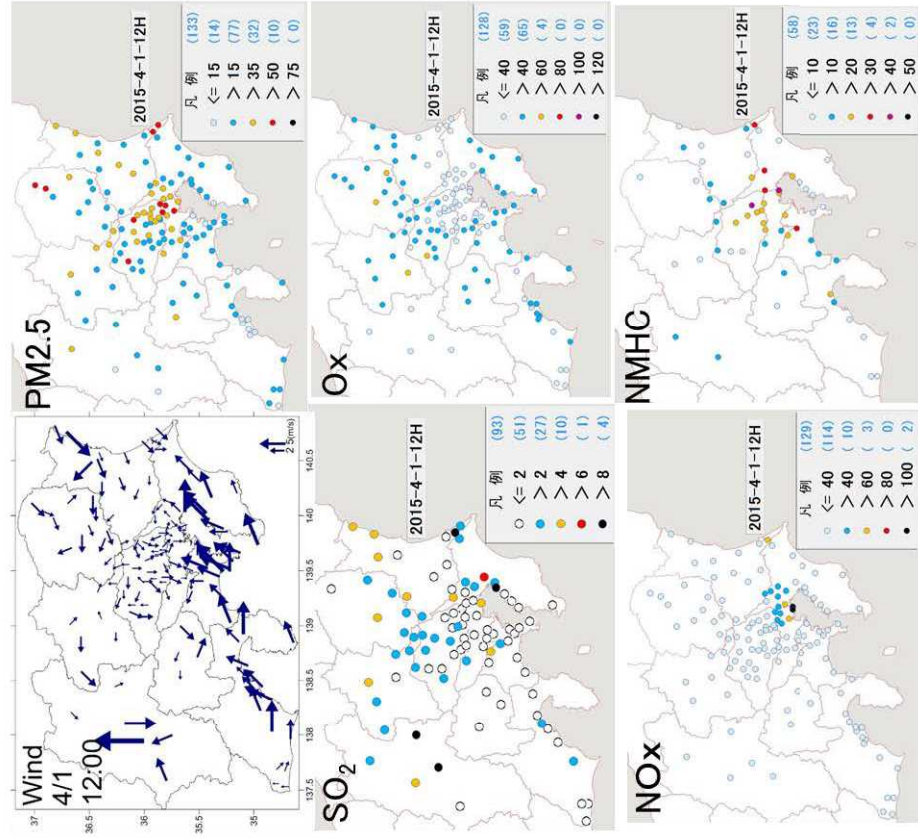 Wind
4/1
12:00
37
36.5
36
35.5
35
137.5
138
138.5
139
139.5
140
140.5
2.5(m/s)
PM2.5
2015-4-1-12H
凡 例 (133)
<= 15 (14)
> 15 (77)
> 35 (32)
> 50 (10)
> 75 ( 0)
SO2
2015-4-1-12H
凡 例 (93)
<= 2 (51)
> 2 (27)
> 4 (10)
> 6 ( 1)
> 8 ( 4)
Ox
2015-4-1-12H
凡 例 (128)
<= 40 (59)
> 40 (65)
> 60 ( 4)
> 80 ( 0)
> 100 ( 0)
> 120 ( 0)
NOx
2015-4-1-12H
凡 例 (129)
<= 40 (114)
> 40 (10)
> 60 ( 3)
> 80 ( 0)
> 100 ( 2)
NMHC
2015-4-1-12H
凡 例 (58)
<= 10 (23)
> 10 (16)
> 20 (13)
> 30 ( 4)
> 40 ( 2)
> 50 ( 0)